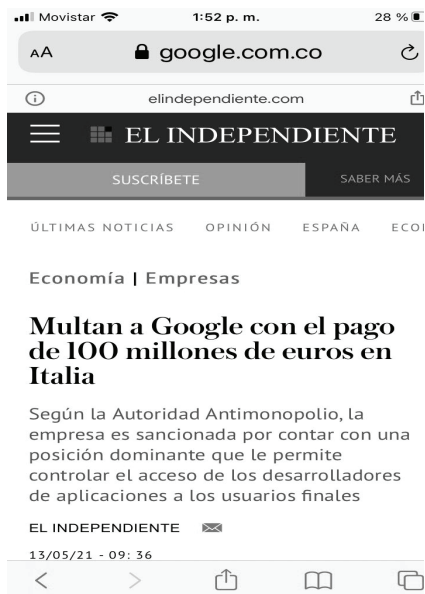 Movistar 1:52 p. m. 28 %
AA google.com.co
elindependiente.com
EL INDEPENDIENTE
SUSCRÍBETE SABER MÁS
ÚLTIMAS NOTICIAS OPINIÓN ESPAÑA
Economía | Empresas
Multan a Google con el pago
de 100 millones de euros en
Italia
Según la Autoridad Antimonopolio, la
empresa es sancionada por contar con una
posición dominante que le permite
controlar el acceso de los desarrolladores
de aplicaciones a los usuarios finales
EL INDEPENDIENTE
13/05/21 - 09: 36